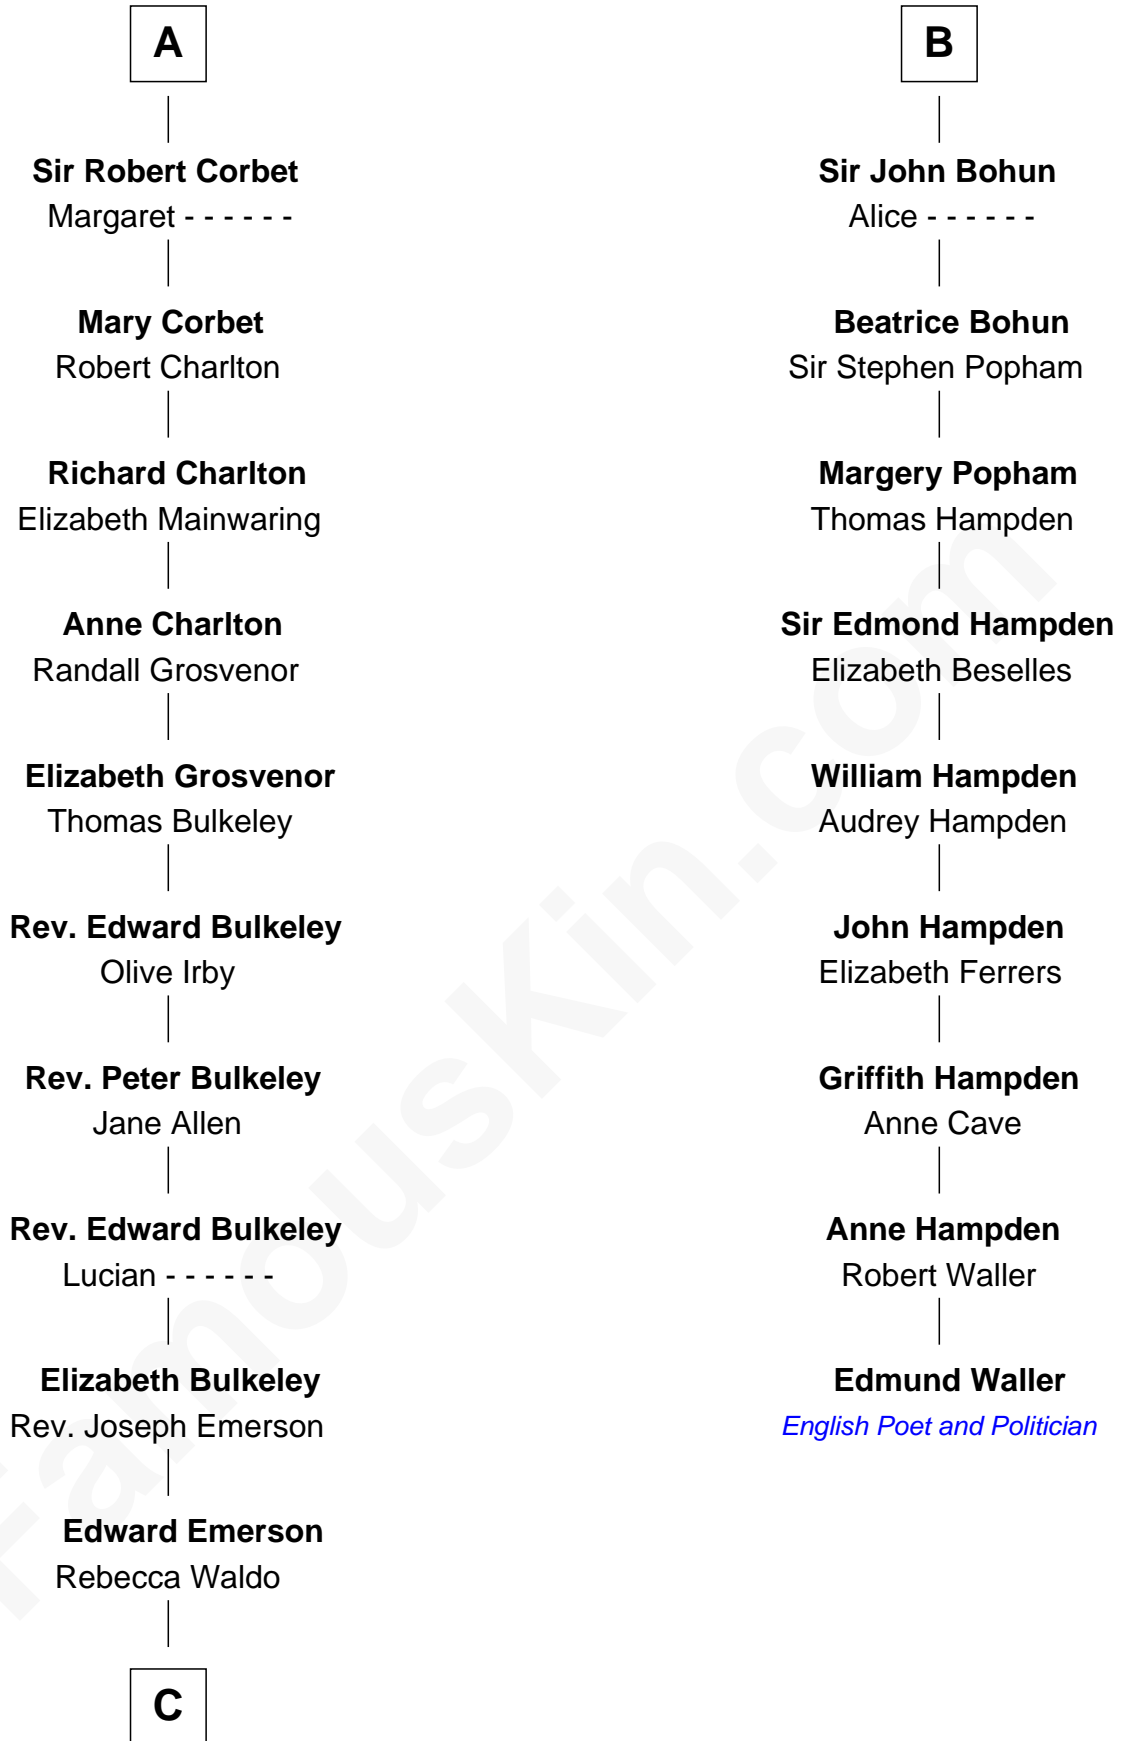 A
Sir Robert Corbet
Margaret - - - - - -
Mary Corbet
Robert Charlton
Richard Charlton
Elizabeth Mainwaring
Anne Charlton
Randall Grosvenor
Elizabeth Grosvenor
Thomas Bulkeley
Rev. Edward Bulkeley
Olive Irby
Rev. Peter Bulkeley
Jane Allen
Rev. Edward Bulkeley
Lucian - - - - - -
Elizabeth Bulkeley
Rev. Joseph Emerson
Edward Emerson
Rebecca Waldo
C
B
Sir John Bohun
Alice - - - - - -
Beatrice Bohun
Sir Stephen Popham
Margery Popham
Thomas Hampden
Sir Edmond Hampden
Elizabeth Beselles
William Hampden
Audrey Hampden
John Hampden
Elizabeth Ferrers
Griffith Hampden
Anne Cave
Anne Hampden
Robert Waller
Edmund Waller
English Poet and Politician
FamousKin.com